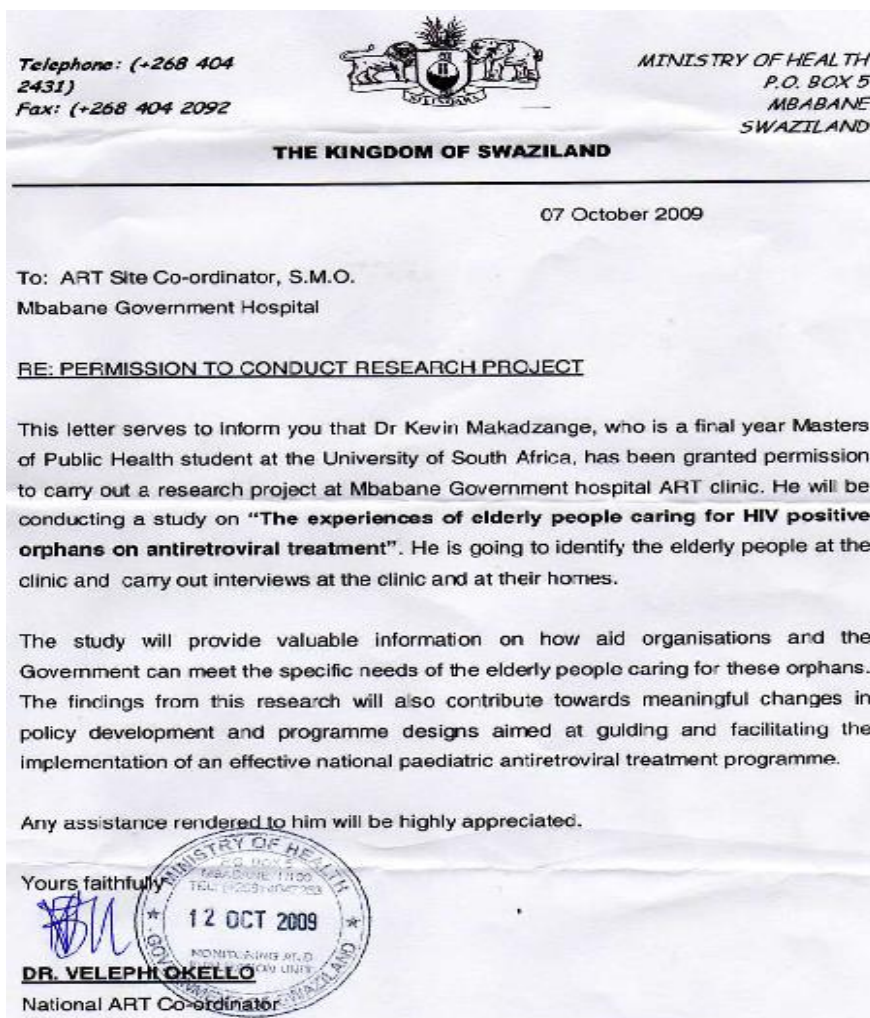 Telephone: (+268 404
2431)
Fax: (+268 404 2092
MINISTRY OF HEALTH
P.O. BOX 5
MBABANE
SWAZILAND
THE KINGDOM OF SWAZILAND
07 October 2009
To: ART Site Co-ordinator, S.M.O.
Mbabane Government Hospital
RE: PERMISSION TO CONDUCT RESEARCH PROJECT
This letter serves to inform you that Dr Kevin Makadzange, who is a final year Masters
of Public Health student at the University of South Africa, has been granted permission
to carry out a research project at Mbabane Government hospital ART clinic. He will be
conducting a study on “The experiences of elderly people caring for HIV positive
orphans on antiretroviral treatment”. He is going to identify the elderly people at the
clinic and carry out interviews at the clinic and at their homes.
The study will provide valuable information on how aid organisations and the
Government can meet the specific needs of the elderly people caring for these orphans.
The findings from this research will also contribute towards meaningful changes in
policy development and programme designs aimed at guiding and facilitating the
implementation of an effective national paediatric antiretroviral treatment programme.
Any assistance rendered to him will be highly appreciated.
Yours faithfully
MINISTRY OF HEALTH
P.O. BOX 5
12 OCT 2009
MONITORING AND
DR. VELEPHI OKELLO
National ART Co-ordinator